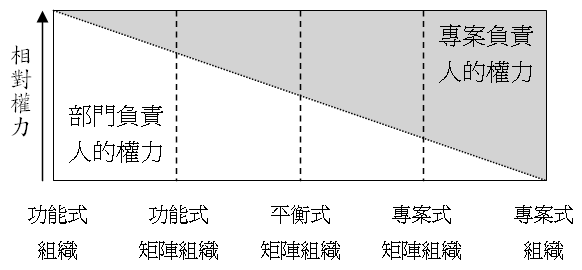 相對權力
專案負責
人的權力
部門負責
人的權力
功能式
組織
功能式
矩陣組織
平衡式
矩陣組織
專案式
矩陣組織
專案式
組織